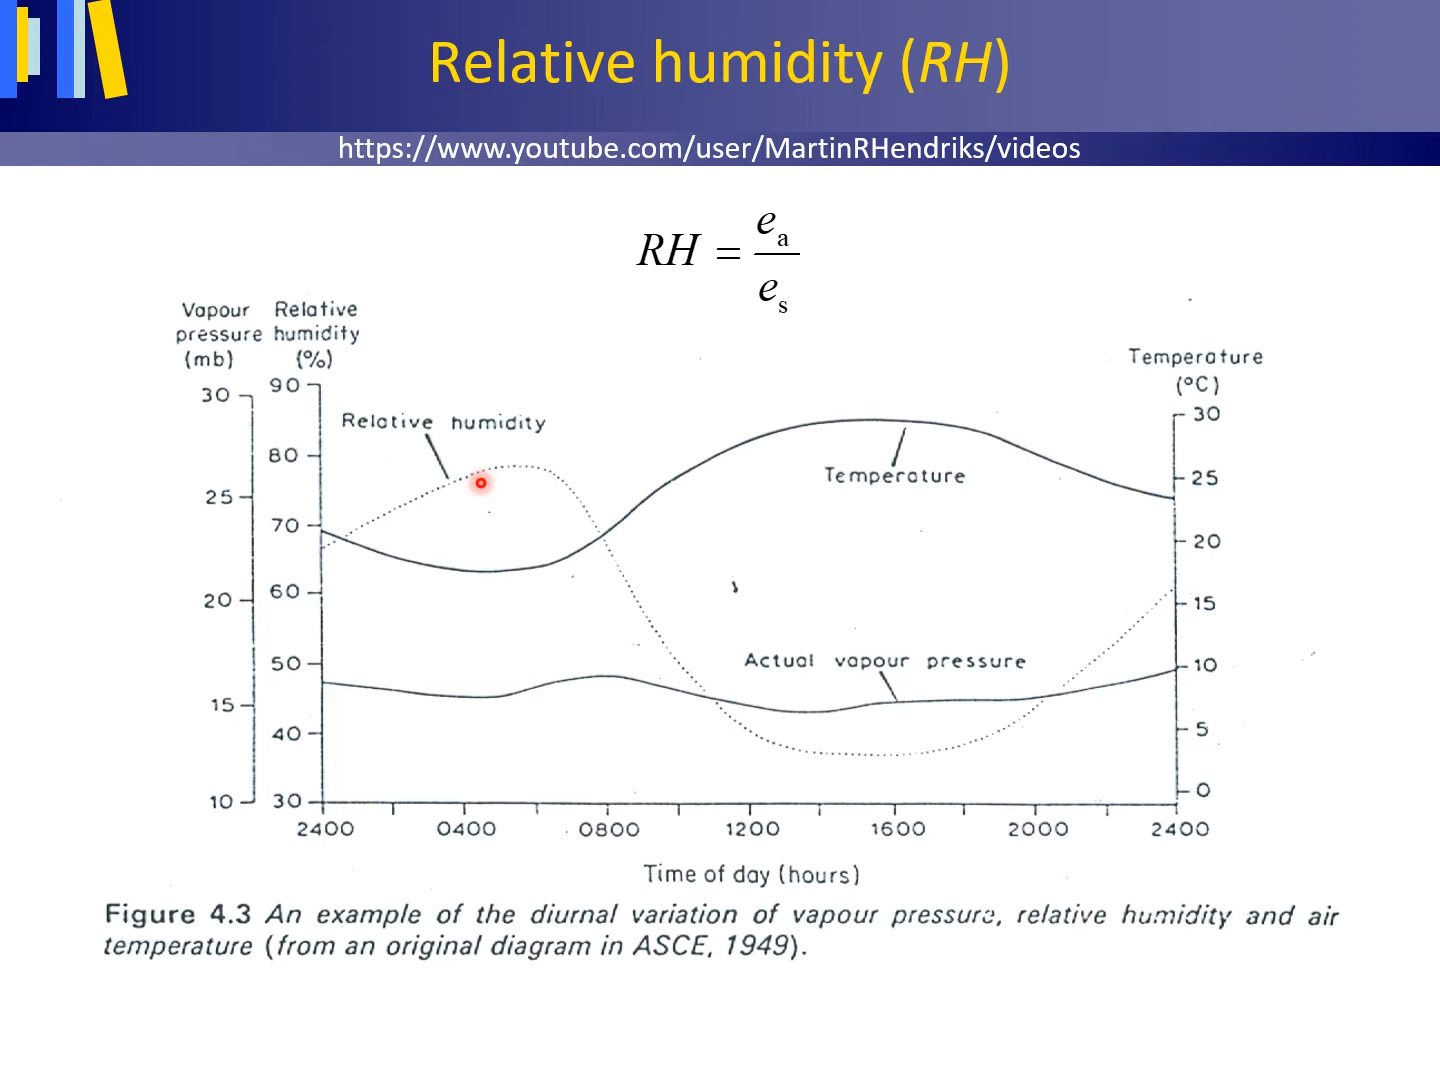 Relative humidity (RH)
https://www.youtube.com/user/MartinRHendriks/videos
RH = ea / es
Vapour pressure (mb)
Relative humidity (%)
Temperature (°C)
30
25
20
15
10
90
80
70
60
50
40
30
30
25
20
15
10
5
0
Relative humidity
Temperature
Actual vapour pressure
2400 0400 0800 1200 1600 2000 2400
Time of day (hours)
Figure 4.3 An example of the diurnal variation of vapour pressure, relative humidity and air
temperature (from an original diagram in ASCE, 1949).